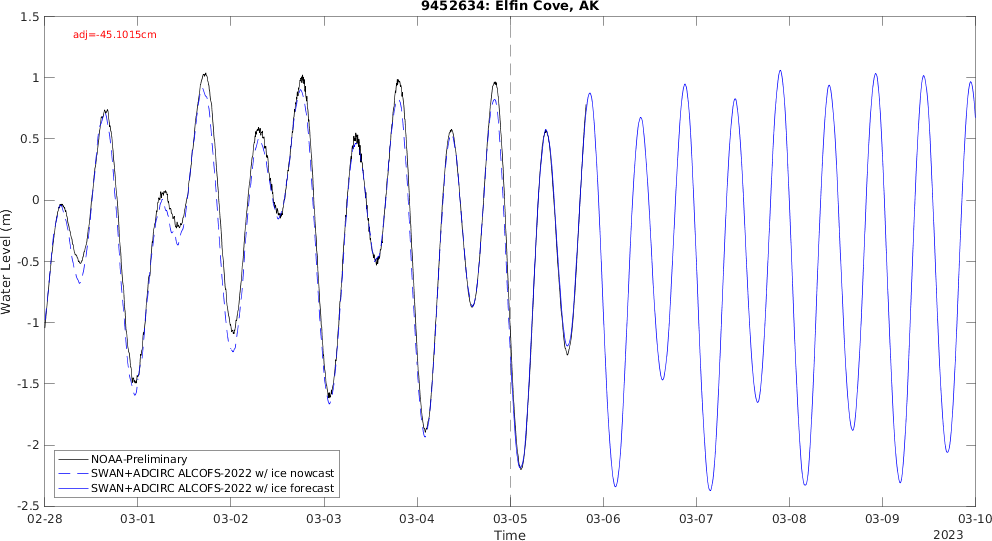 9452634: Elfin Cove, AK
adj=-45.1015cm
Water Level (m)
1.5
1
0.5
0
-0.5
-1
-1.5
-2
-2.5
NOAA-Preliminary
SWAN+ADCIRC ALCOFS-2022 w/ ice nowcast
SWAN+ADCIRC ALCOFS-2022 w/ ice forecast
02-28 03-01 03-02 03-03 03-04 03-05 03-06 03-07 03-08 03-09 03-10
Time
2023